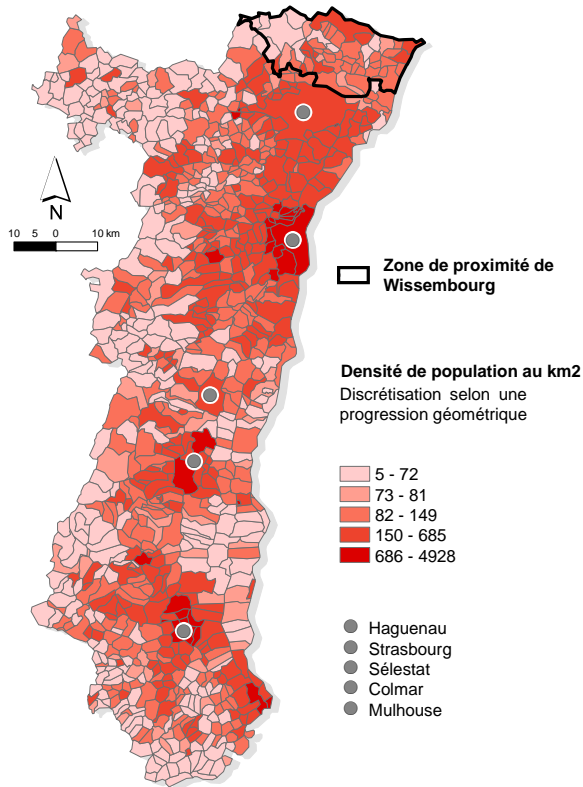 N
10 5 0 10 km
Zone de proximité de
Wissembourg
Densité de population au km2
Discrétisation selon une
progression géométrique
5 - 72
73 - 81
82 - 149
150 - 685
686 - 4928
Haguenau
Strasbourg
Sélestat
Colmar
Mulhouse